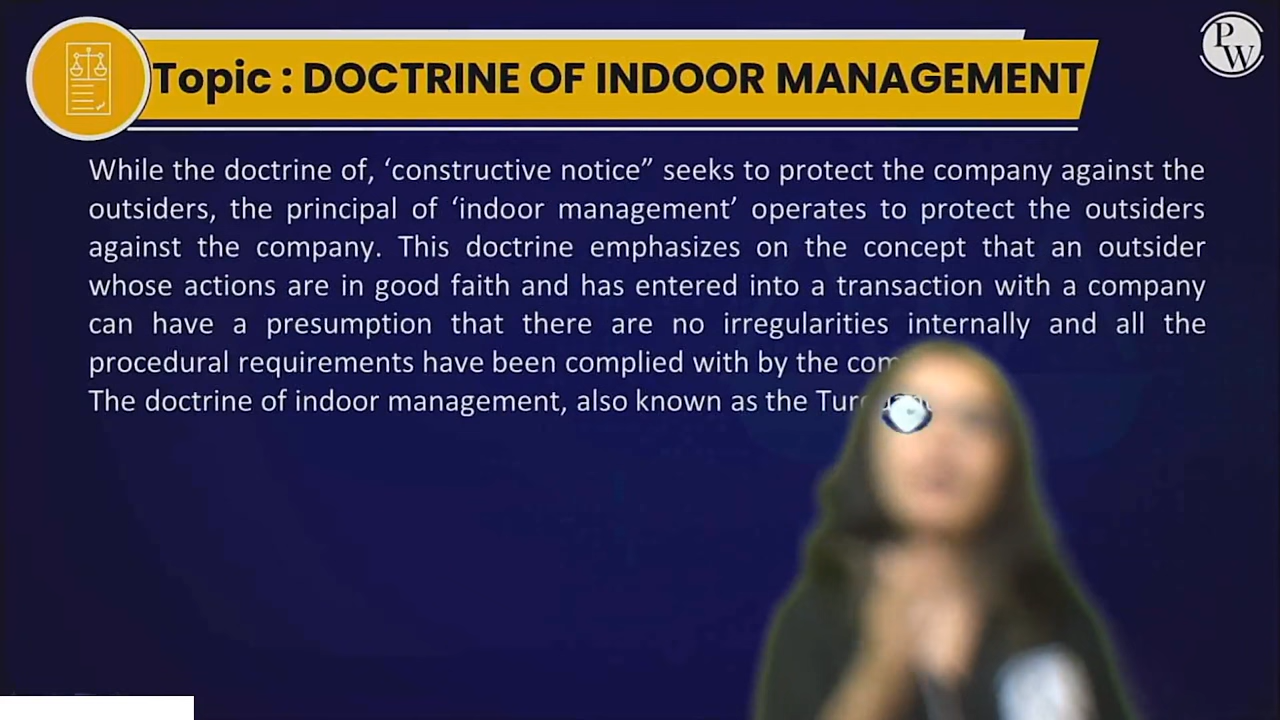 Topic : DOCTRINE OF INDOOR MANAGEMENT
PW
While the doctrine of, ‘constructive notice” seeks to protect the company against the
outsiders, the principal of ‘indoor management’ operates to protect the outsiders
against the company. This doctrine emphasizes on the concept that an outsider
whose actions are in good faith and has entered into a transaction with a company
can have a presumption that there are no irregularities internally and all the
procedural requirements have been complied with by the
The doctrine of indoor management, also known as the